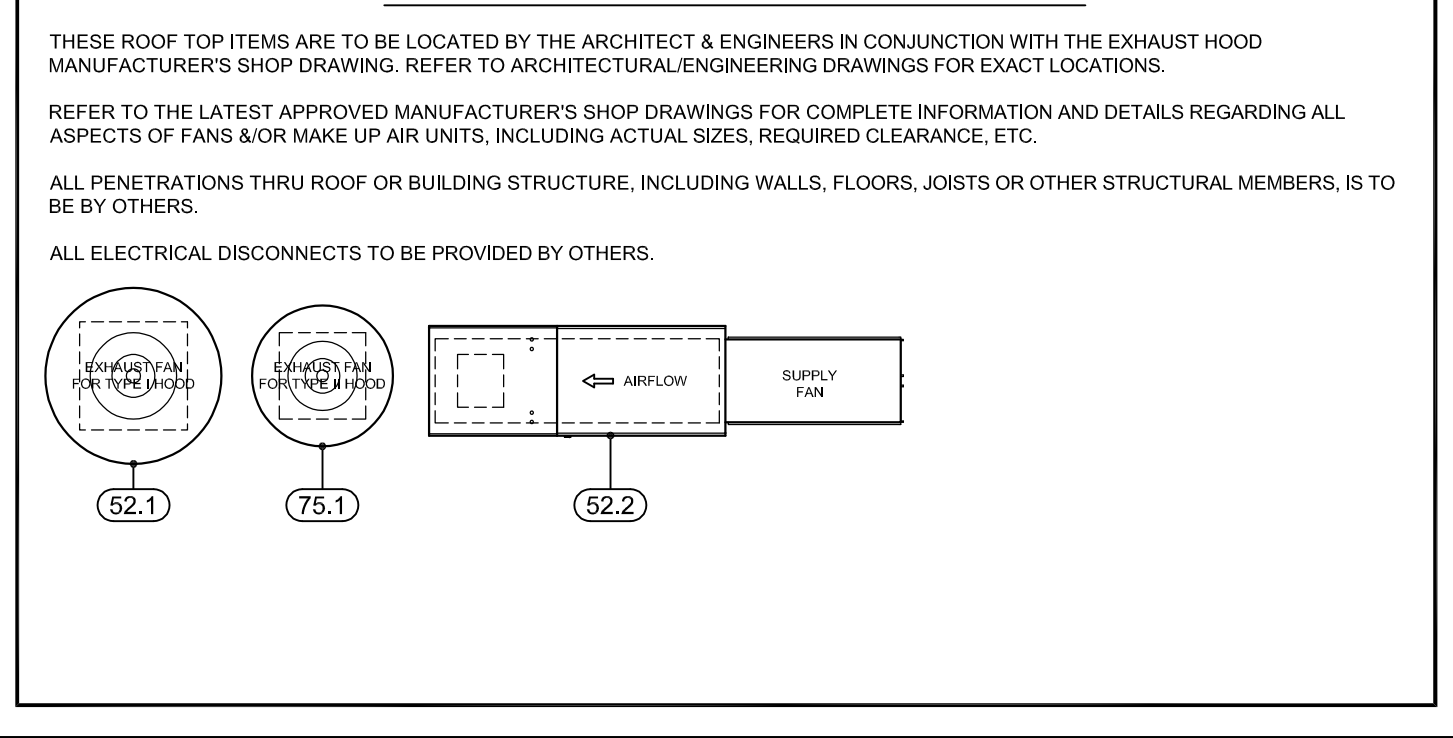 THESE ROOF TOP ITEMS ARE TO BE LOCATED BY THE ARCHITECT & ENGINEERS IN CONJUNCTION WITH THE EXHAUST HOOD
MANUFACTURER'S SHOP DRAWING. REFER TO ARCHITECTURAL/ENGINEERING DRAWINGS FOR EXACT LOCATIONS.
REFER TO THE LATEST APPROVED MANUFACTURER'S SHOP DRAWINGS FOR COMPLETE INFORMATION AND DETAILS REGARDING ALL
ASPECTS OF FANS &/OR MAKE UP AIR UNITS, INCLUDING ACTUAL SIZES, REQUIRED CLEARANCE, ETC.
ALL PENETRATIONS THRU ROOF OR BUILDING STRUCTURE, INCLUDING WALLS, FLOORS, JOISTS OR OTHER STRUCTURAL MEMBERS, IS TO
BE BY OTHERS.
ALL ELECTRICAL DISCONNECTS TO BE PROVIDED BY OTHERS.
EXHAUST FAN
FOR TYPE I HOOD
EXHAUST FAN
FOR TYPE II HOOD
AIRFLOW
SUPPLY
FAN
52.1
75.1
52.2